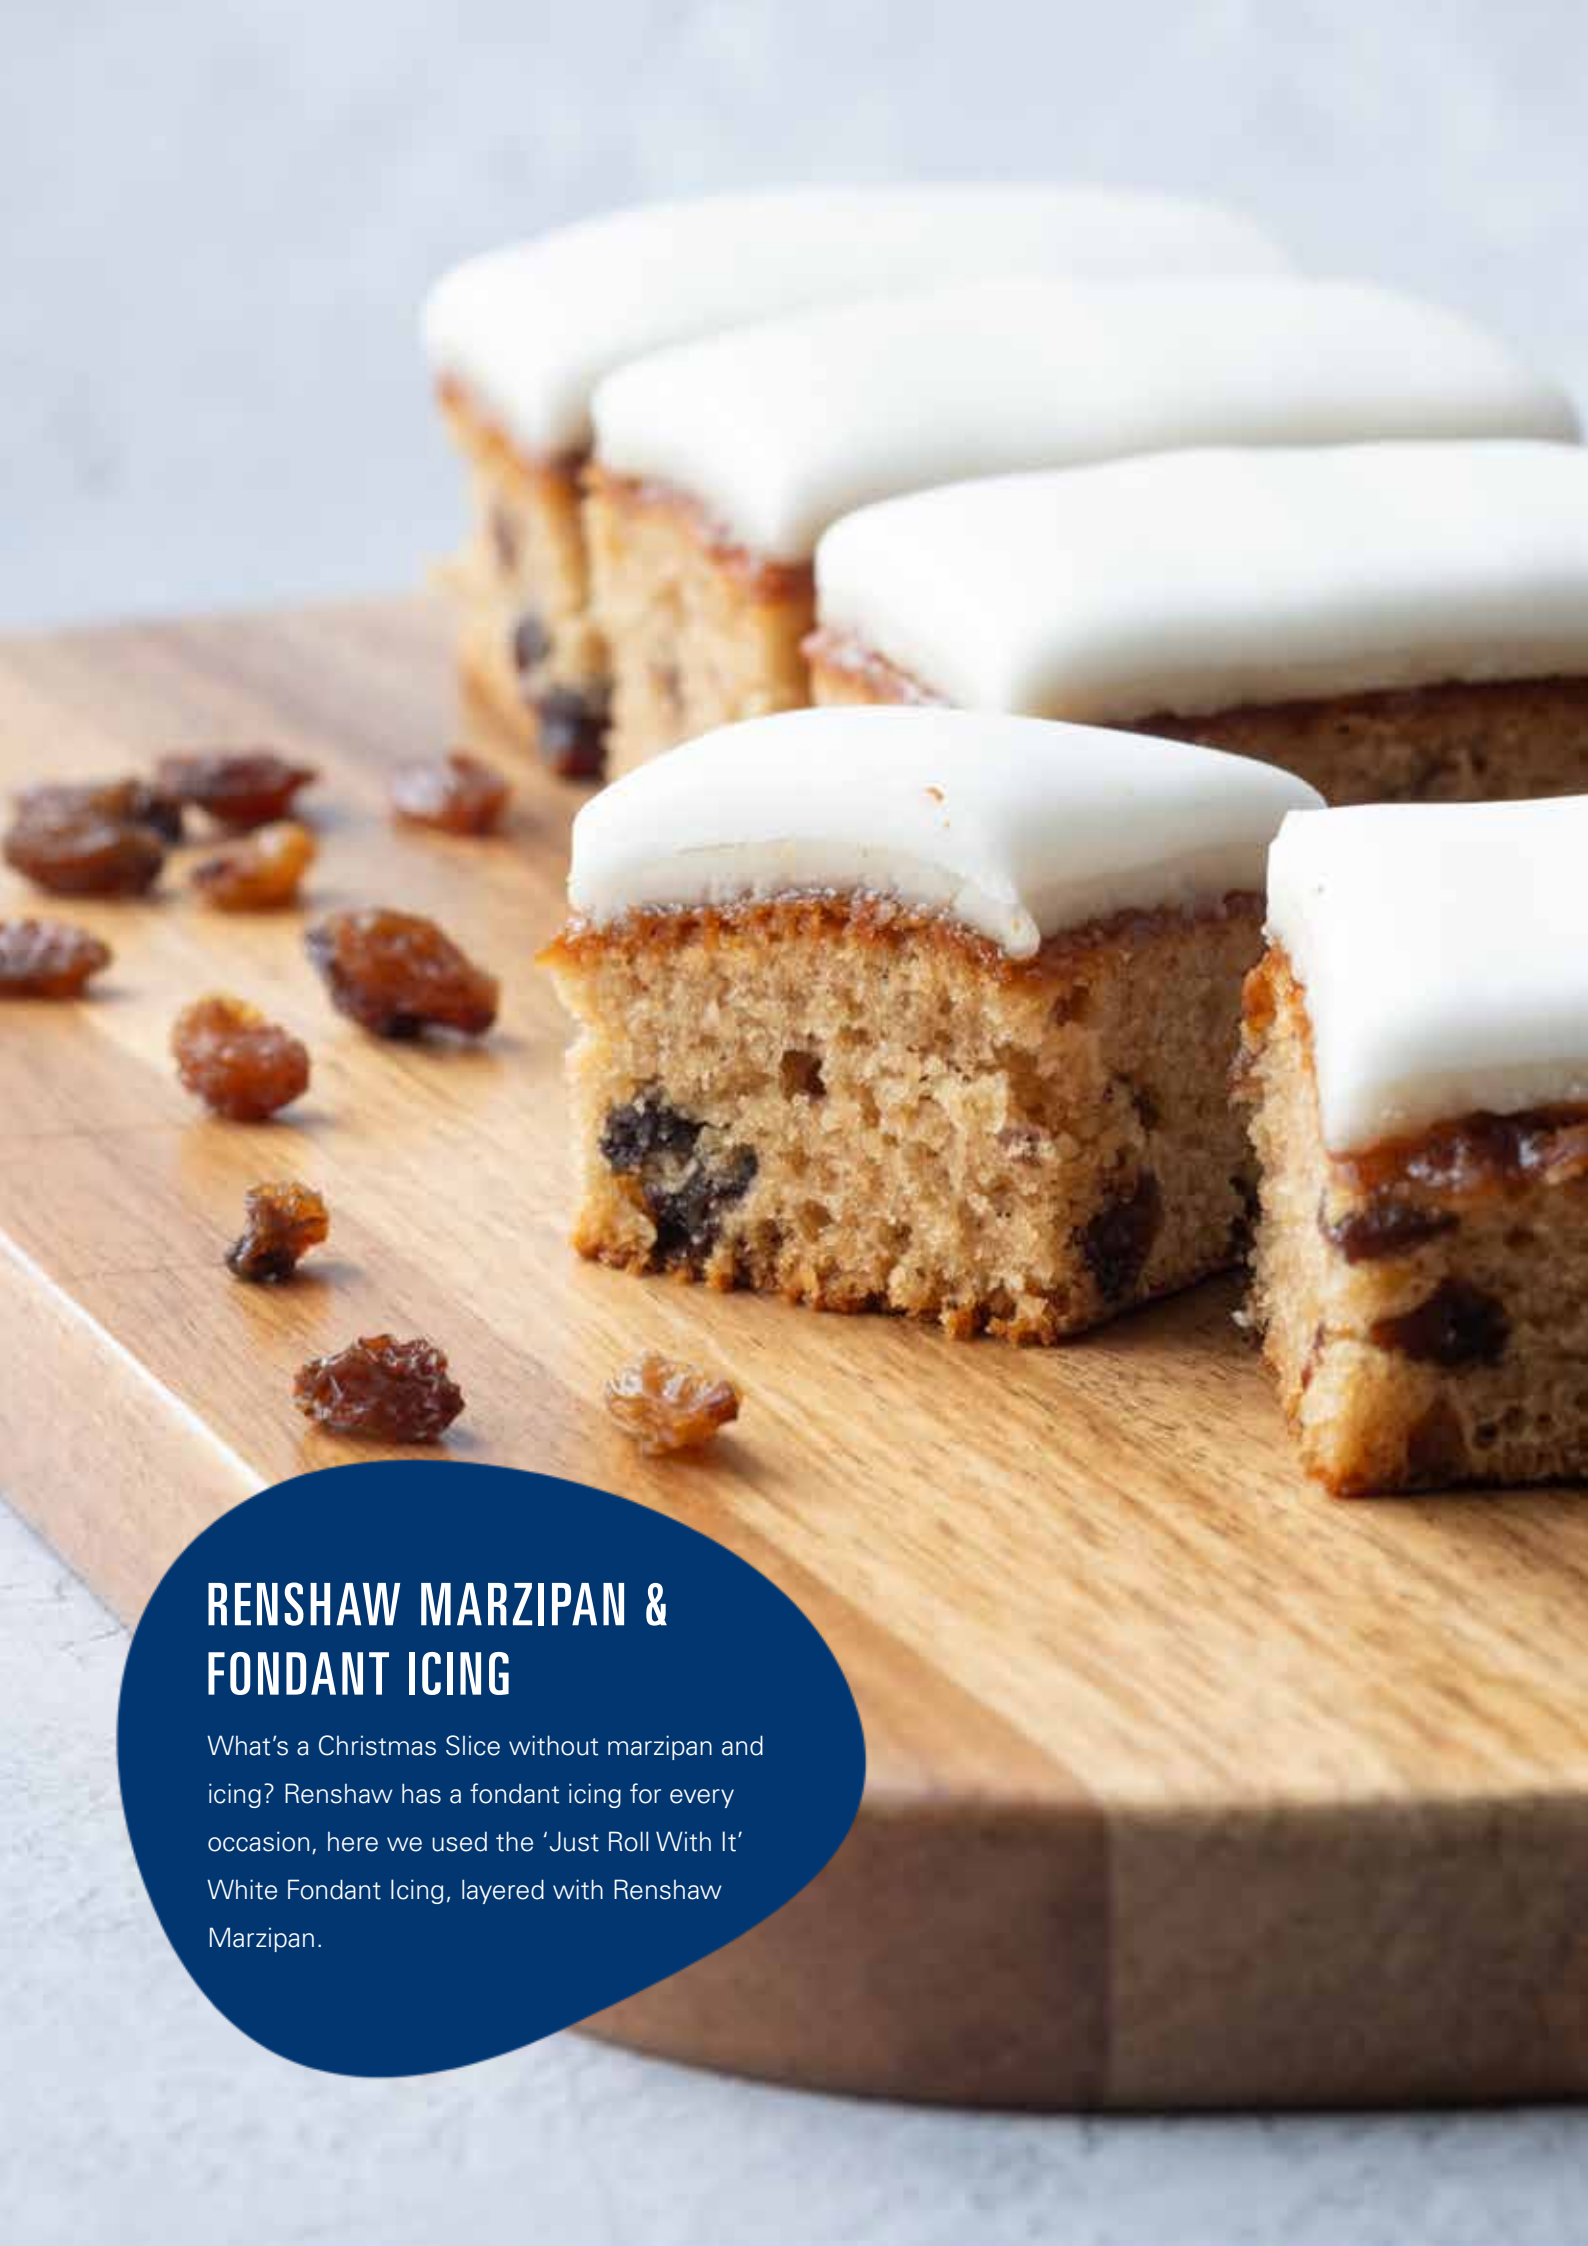 RENSHAW MARZIPAN &
FONDANT ICING
What’s a Christmas Slice without marzipan and
icing? Renshaw has a fondant icing for every
occasion, here we used the ‘Just Roll With It’
White Fondant Icing, layered with Renshaw
Marzipan.